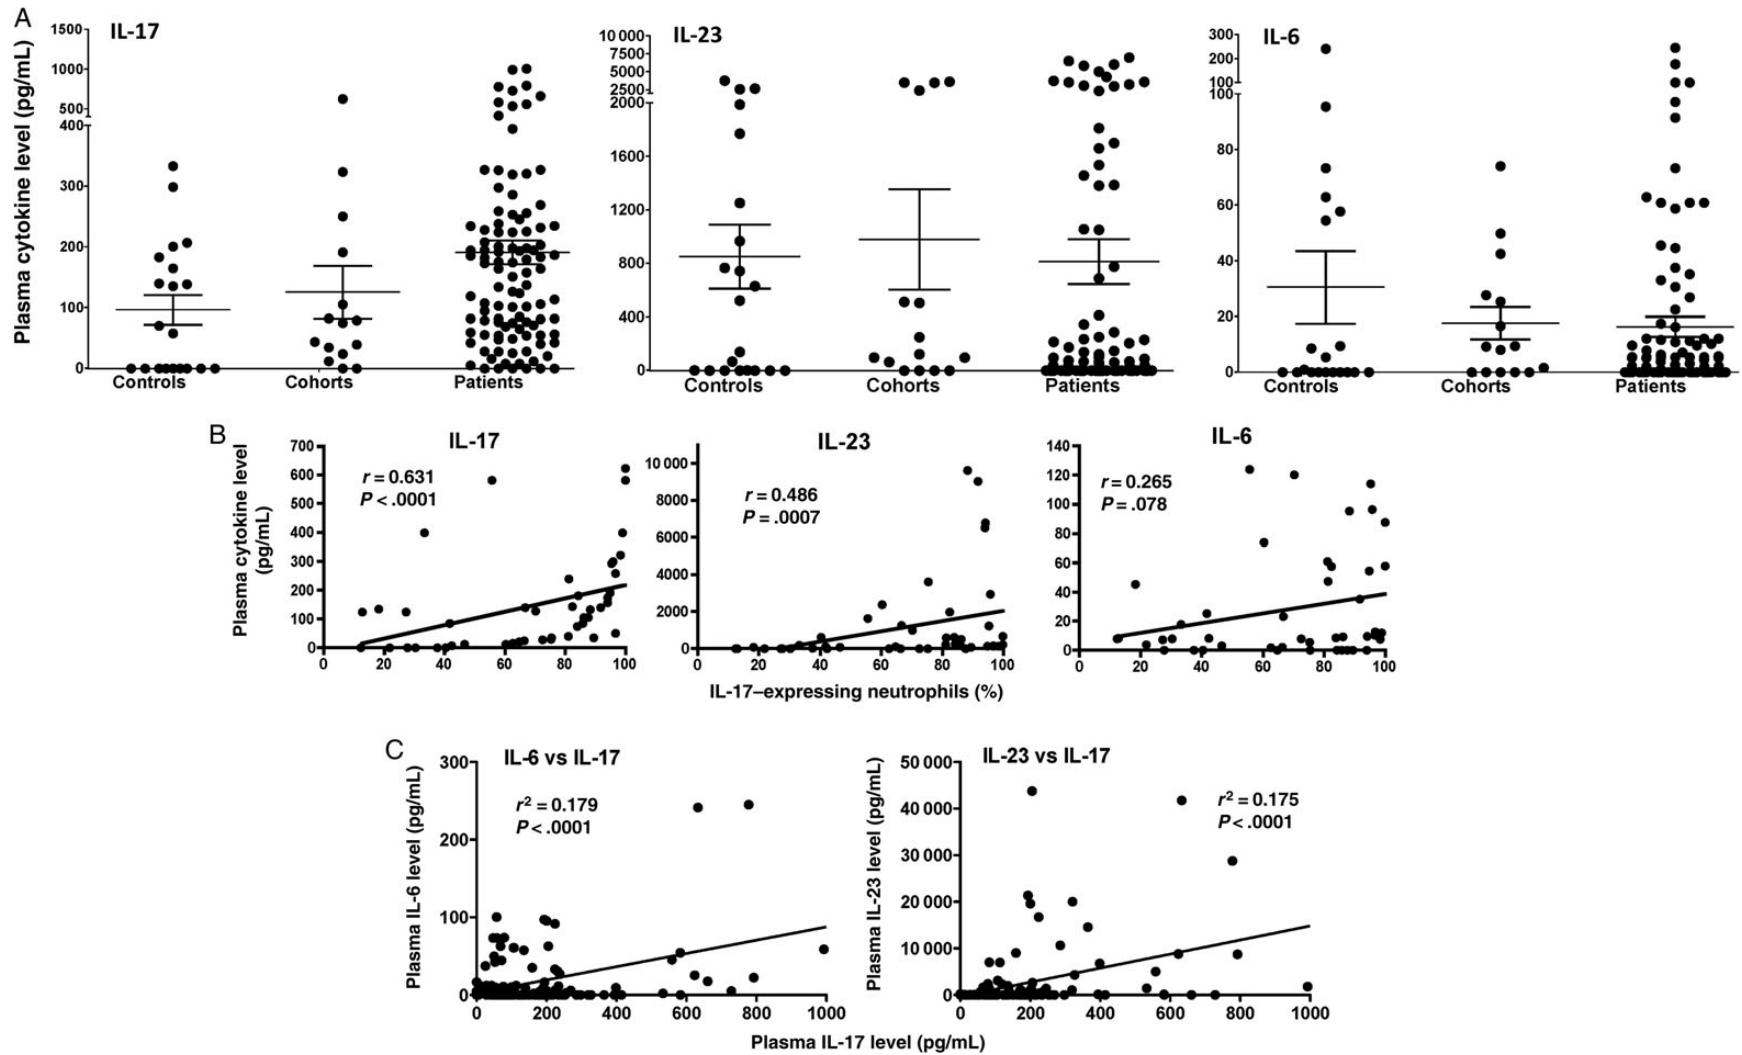 A
IL-17
IL-23
IL-6
Plasma cytokine level (pg/mL)
1500
1000
500
400
300
200
100
0
Controls Cohorts Patients
10 000
7500
5000
2500
2000
1600
1200
800
400
0
Controls Cohorts Patients
300
200
100
100
80
60
40
20
0
Controls Cohorts Patients
B
Plasma cytokine level
(pg/mL)
IL-17
r = 0.631
P < .0001
700
600
500
400
300
200
100
0
0 20 40 60 80 100
IL-23
r = 0.486
P = .0007
10 000
8000
6000
4000
2000
0
0 20 40 60 80 100
IL-6
r = 0.265
P = .078
140
120
100
80
60
40
20
0
0 20 40 60 80 100
IL-17–expressing neutrophils (%)
C
IL-6 vs IL-17
r² = 0.179
P < .0001
Plasma IL-6 level (pg/mL)
300
200
100
0
0 200 400 600 800 1000
IL-23 vs IL-17
r² = 0.175
P < .0001
Plasma IL-23 level (pg/mL)
50 000
40 000
30 000
20 000
10 000
0
0 200 400 600 800 1000
Plasma IL-17 level (pg/mL)